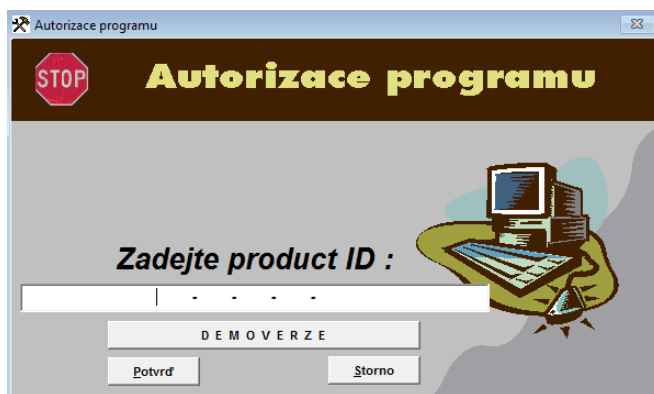 Autorizace programu
STOP
Autorizace programu
Zadejte product ID :
- - - -
DEMOVERZE
Potvrď
Storno